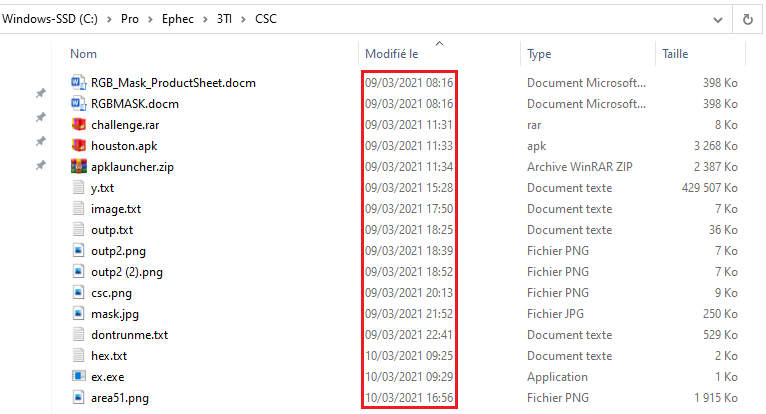 Windows-SSD (C:) > Pro > Ephec > 3TI > CSC
Nom Modifié le Type Taille
RGB_Mask_ProductSheet.docm 09/03/2021 08:16 Document Microsoft... 398 Ko
RGBMASK.docm 09/03/2021 08:16 Document Microsoft... 398 Ko
challenge.rar 09/03/2021 11:31 rar 8 Ko
houston.apk 09/03/2021 11:33 apk 3 268 Ko
apklauncher.zip 09/03/2021 11:34 Archive WinRAR ZIP 2 387 Ko
y.txt 09/03/2021 15:28 Document texte 429 507 Ko
image.txt 09/03/2021 17:50 Document texte 7 Ko
outp.txt 09/03/2021 18:25 Document texte 36 Ko
outp2.png 09/03/2021 18:39 Fichier PNG 7 Ko
outp2 (2).png 09/03/2021 18:52 Fichier PNG 7 Ko
csc.png 09/03/2021 20:13 Fichier PNG 9 Ko
mask.jpg 09/03/2021 21:52 Fichier JPG 250 Ko
dontrunme.txt 09/03/2021 22:41 Document texte 529 Ko
hex.txt 10/03/2021 09:25 Document texte 2 Ko
ex.exe 10/03/2021 09:29 Application 1 Ko
area51.png 10/03/2021 16:56 Fichier PNG 1 915 Ko